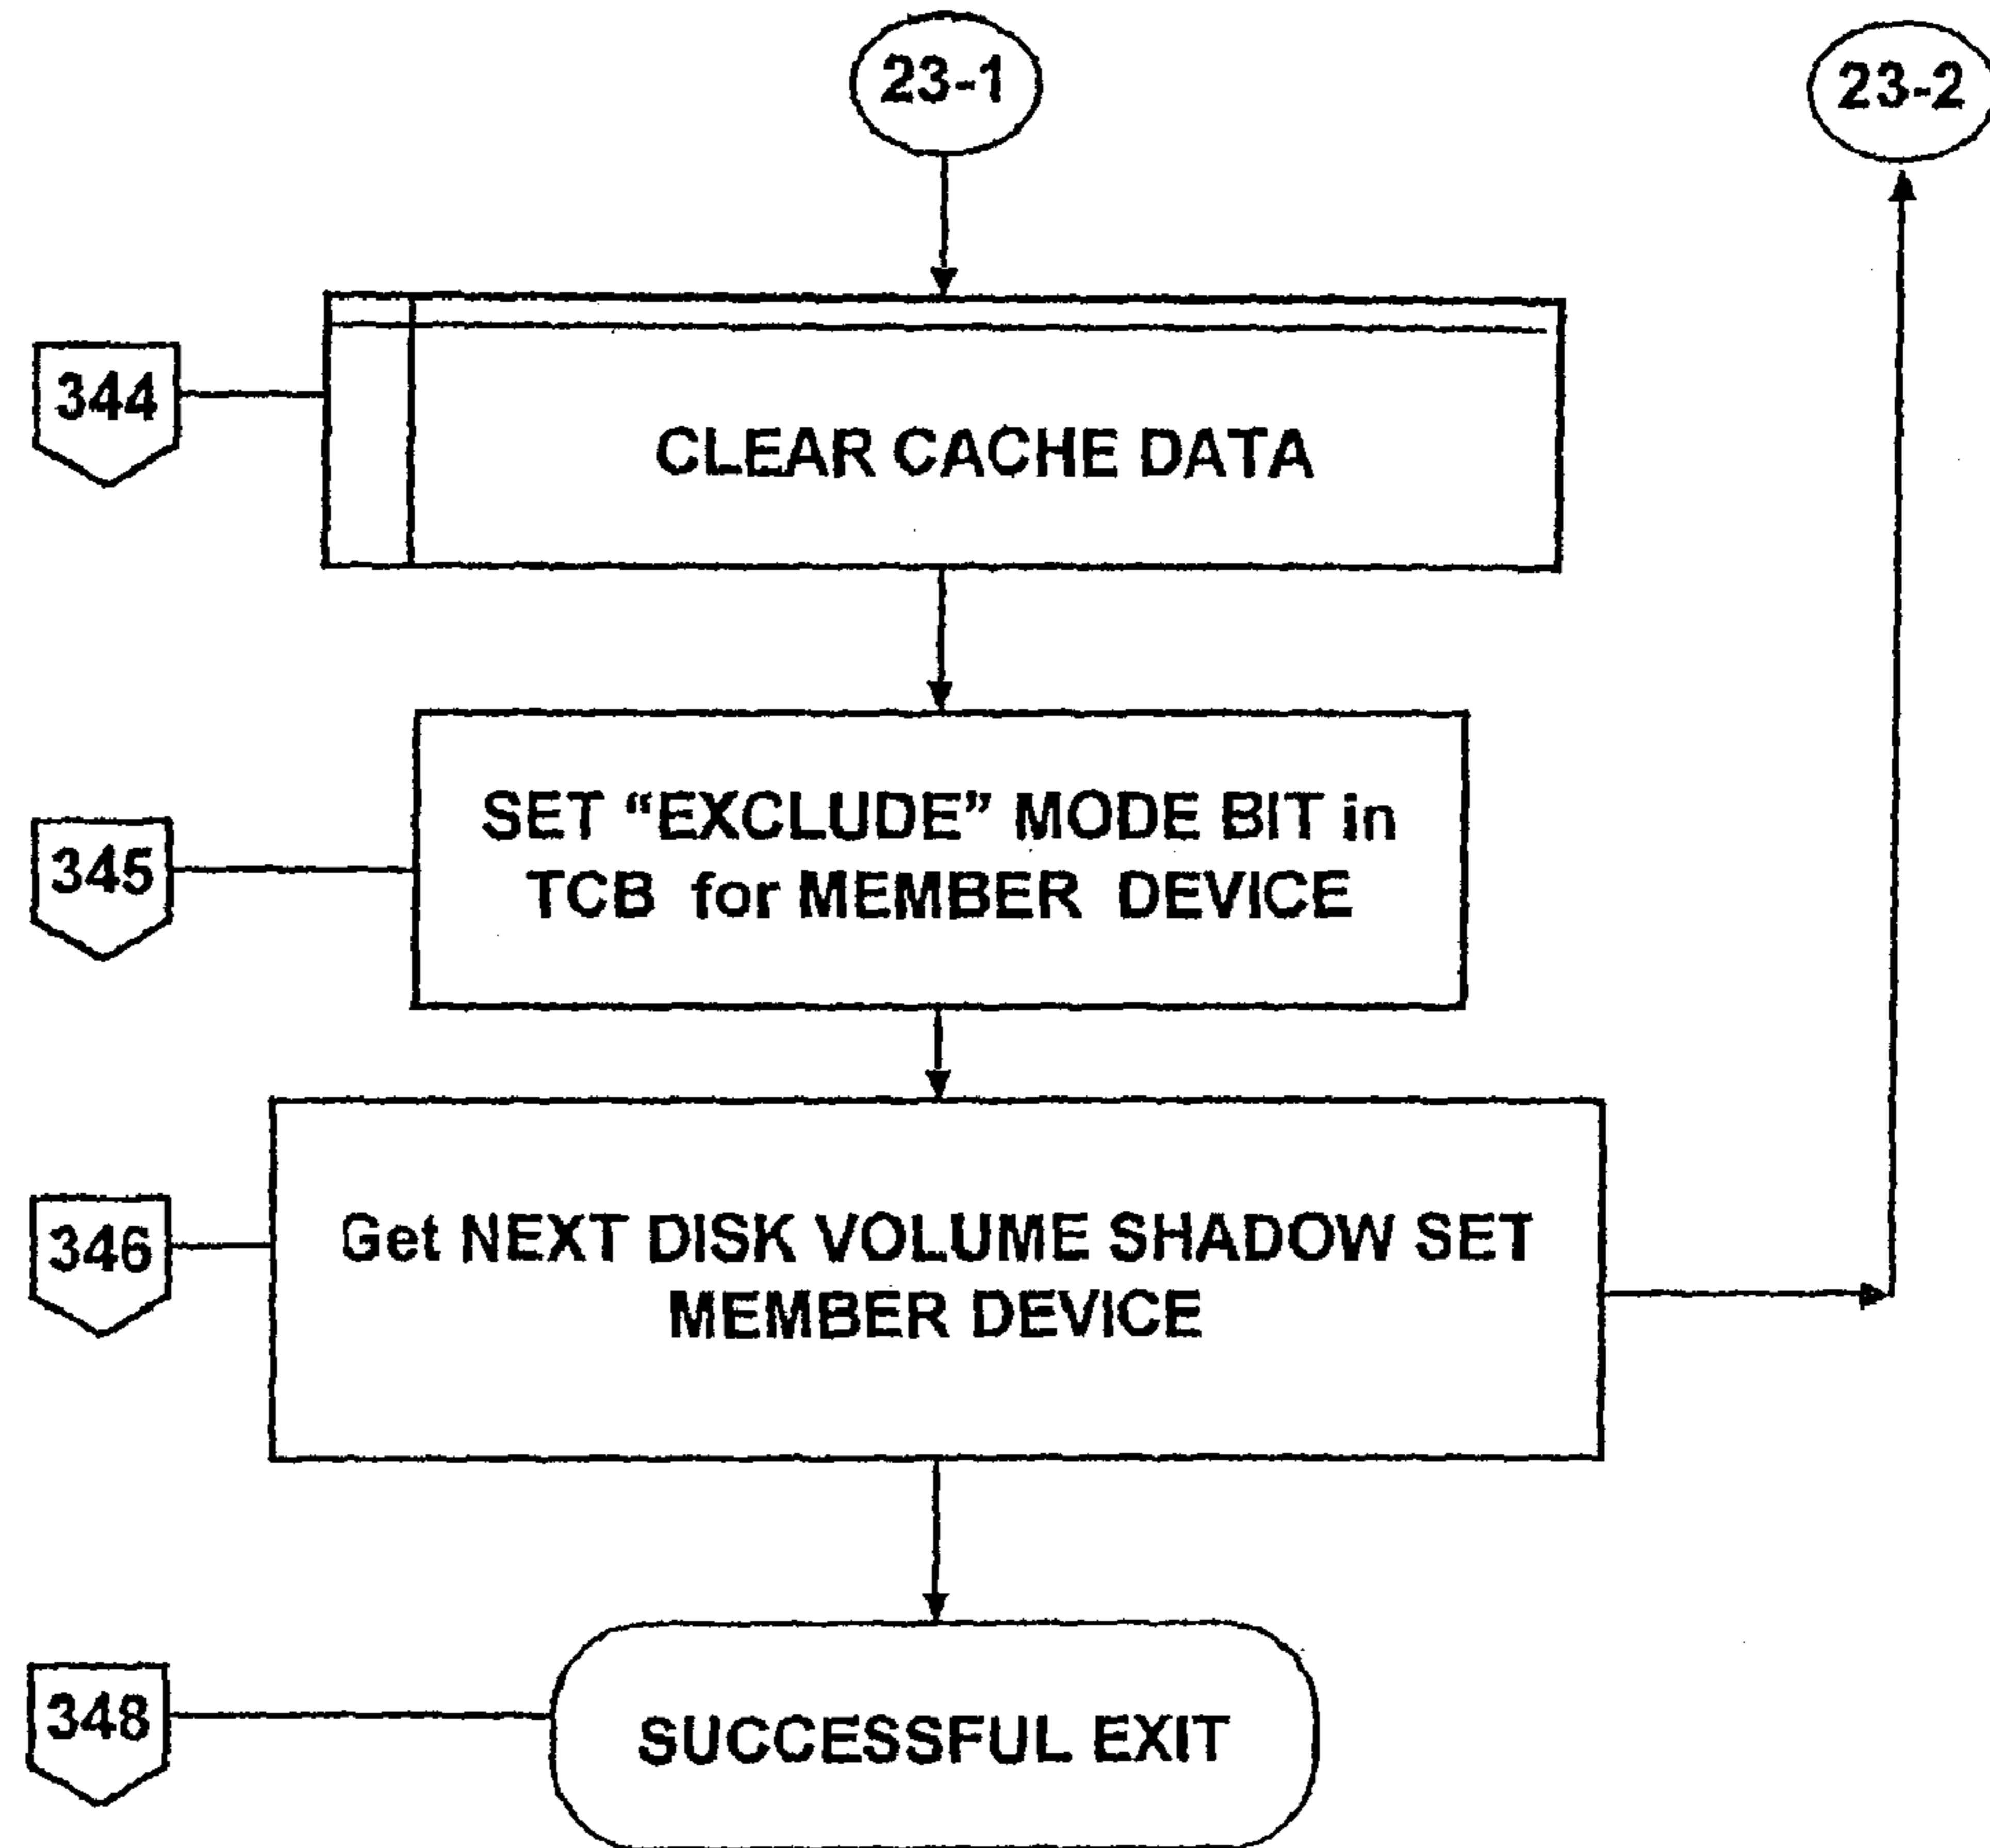 23-1
23-2
344
CLEAR CACHE DATA
345
SET “EXCLUDE” MODE BIT in
TCB for MEMBER DEVICE
346
Get NEXT DISK VOLUME SHADOW SET
MEMBER DEVICE
348
SUCCESSFUL EXIT